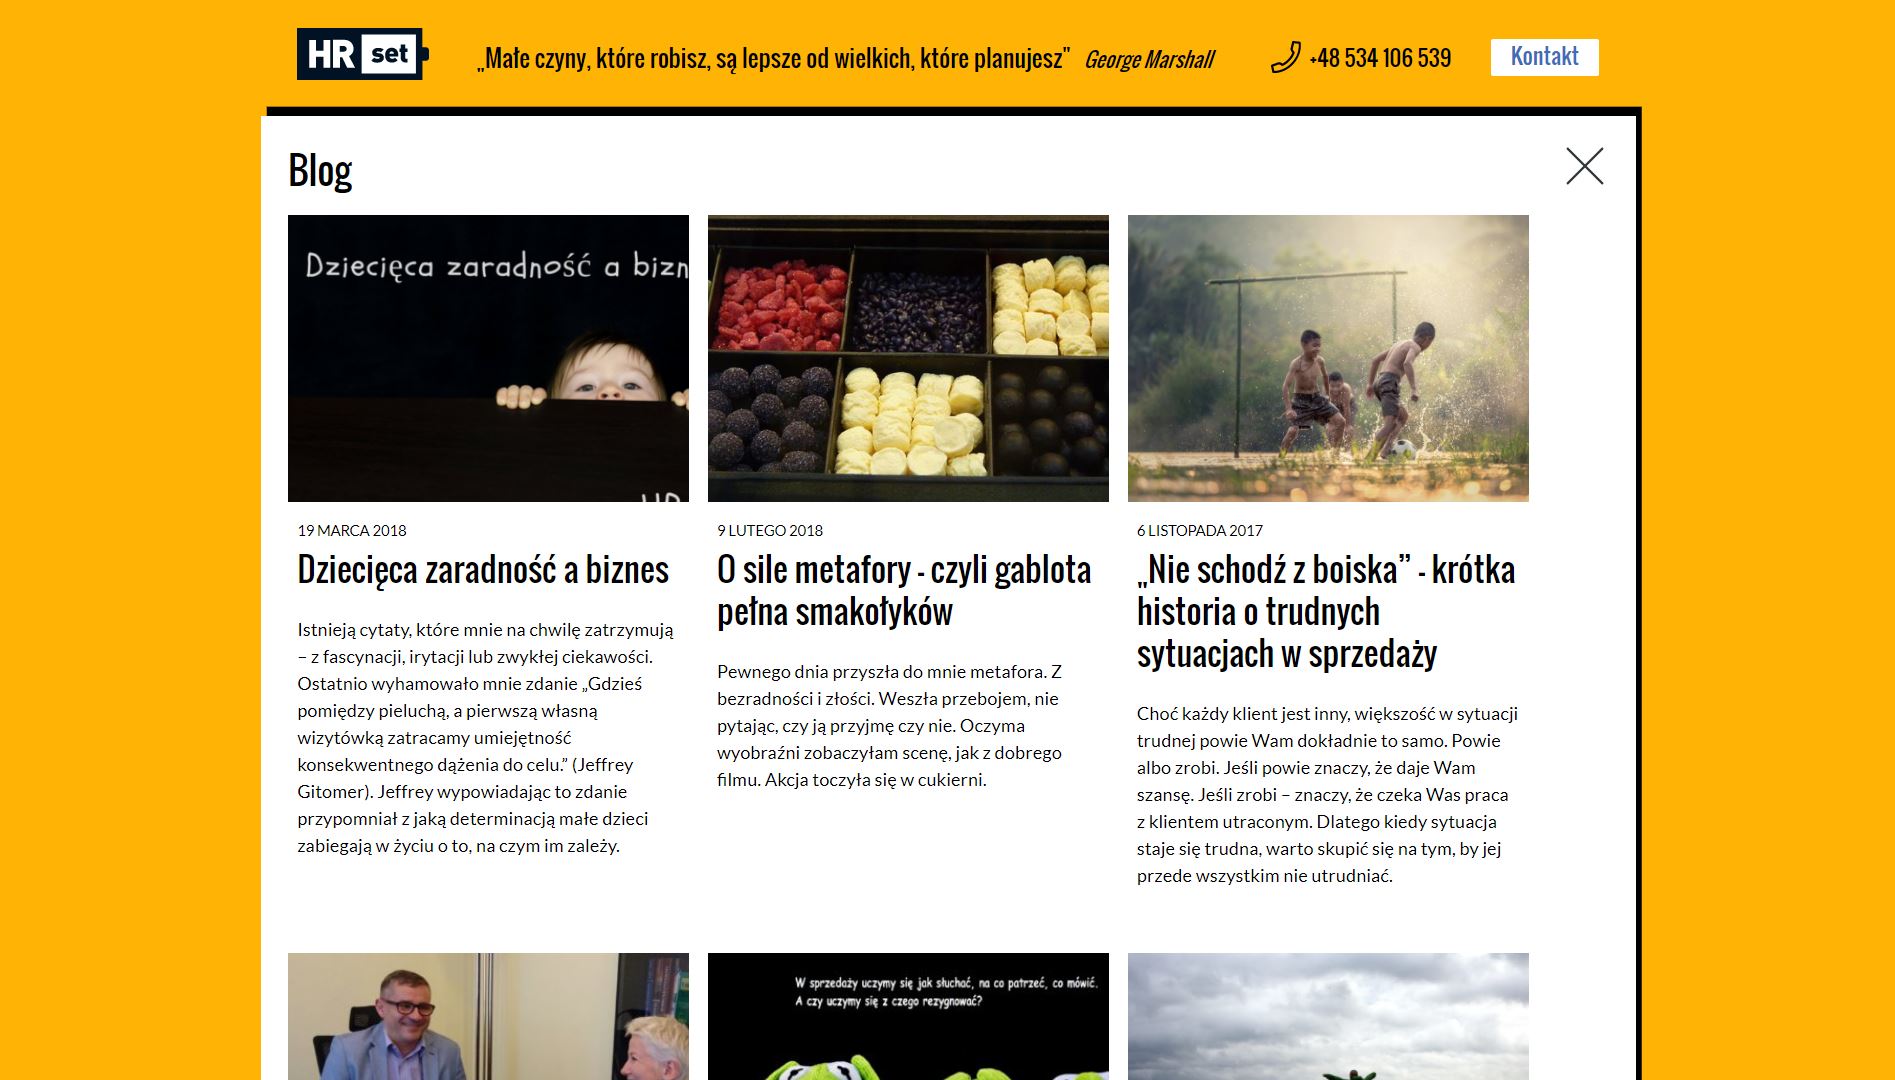 HR set
„Małe czyny, które robisz, są lepsze od wielkich, które planujesz" George Marshall
+48 534 106 539
Kontakt
Blog
Dziecięca zaradność a bizn
19 MARCA 2018
Dziecięca zaradność a biznes
Istnieją cytaty, które mnie na chwilę zatrzymują
– z fascynacji, irytacji lub zwykłej ciekawości.
Ostatnio wyhamowało mnie zdanie „Gdzieś
pomiędzy pieluchą, a pierwszą własną
wizytówką zatracamy umiejętność
konsekwentnego dążenia do celu.” (Jeffrey
Gitomer). Jeffrey wypowiadając to zdanie
przypomniał z jaką determinacją małe dzieci
zabiegają w życiu o to, na czym im zależy.
9 LUTEGO 2018
O sile metafory - czyli gablota
pełna smakołyków
Pewnego dnia przyszła do mnie metafora. Z
bezradności i złości. Weszła przebojem, nie
pytając, czy ją przyjmę czy nie. Oczyma
wyobraźni zobaczyłam scenę, jak z dobrego
filmu. Akcja toczyła się w cukierni.
6 LISTOPADA 2017
„Nie schodź z boiska” - krótka
historia o trudnych
sytuacjach w sprzedaży
Choć każdy klient jest inny, większość w sytuacji
trudnej powie Wam dokładnie to samo. Powie
albo zrobi. Jeśli powie znaczy, że daje Wam
szansę. Jeśli zrobi – znaczy, że czeka Was praca
z klientem utraconym. Dlatego kiedy sytuacja
staje się trudna, warto skupić się na tym, by jej
przede wszystkim nie utrudniać.
W sprzedaży uczymy się jak słuchać, na co patrzeć, co mówić.
A czy uczymy się z czego rezygnować?